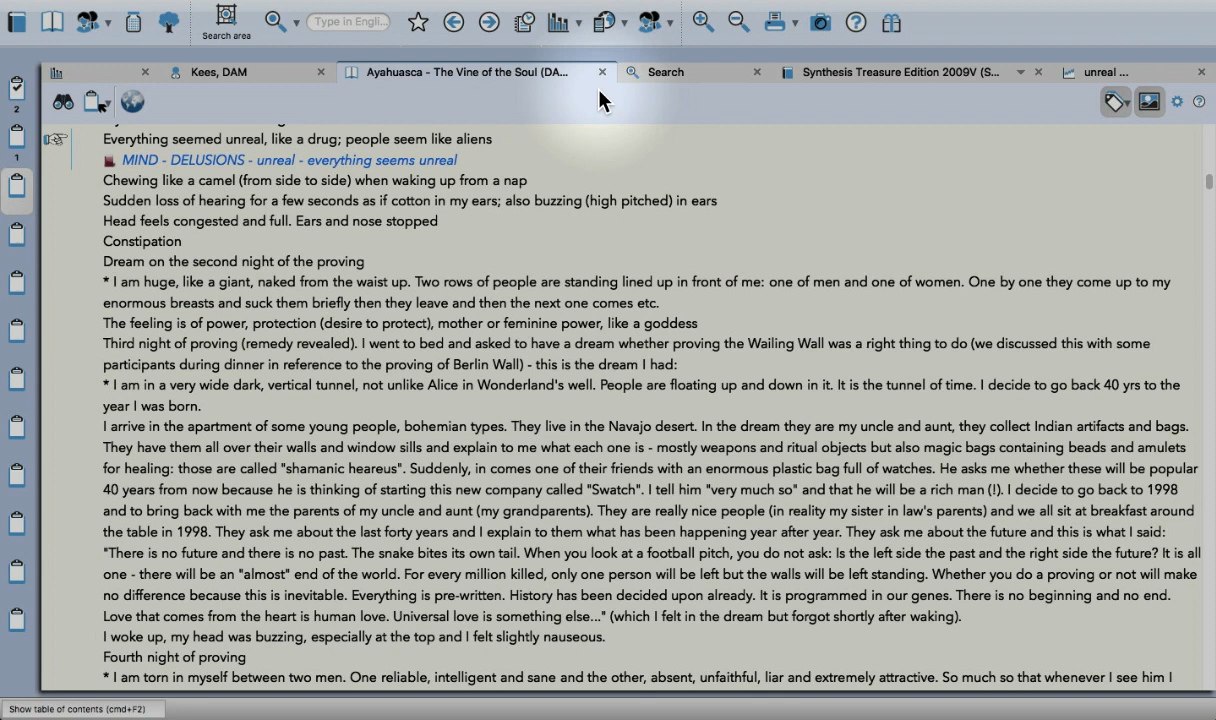 Search area
Type in Engli...
Kees, DAM
Ayahuasca - The Vine of the Soul (DA...
Search
Synthesis Treasure Edition 2009V (S...
unreal ...
2
1
Everything seemed unreal, like a drug; people seem like aliens
MIND - DELUSIONS - unreal - everything seems unreal
Chewing like a camel (from side to side) when waking up from a nap
Sudden loss of hearing for a few seconds as if cotton in my ears; also buzzing (high pitched) in ears
Head feels congested and full. Ears and nose stopped
Constipation
Dream on the second night of the proving
* I am huge, like a giant, naked from the waist up. Two rows of people are standing lined up in front of me: one of men and one of women. One by one they come up to my
enormous breasts and suck them briefly then they leave and then the next one comes etc.
The feeling is of power, protection (desire to protect), mother or feminine power, like a goddess
Third night of proving (remedy revealed). I went to bed and asked to have a dream whether proving the Wailing Wall was a right thing to do (we discussed this with some
participants during dinner in reference to the proving of Berlin Wall) - this is the dream I had:
* I am in a very wide dark, vertical tunnel, not unlike Alice in Wonderland's well. People are floating up and down in it. It is the tunnel of time. I decide to go back 40 yrs to the
year I was born.
I arrive in the apartment of some young people, bohemian types. They live in the Navajo desert. In the dream they are my uncle and aunt, they collect Indian artifacts and bags.
They have them all over their walls and window sills and explain to me what each one is - mostly weapons and ritual objects but also magic bags containing beads and amulets
for healing: those are called "shamanic heareus". Suddenly, in comes one of their friends with an enormous plastic bag full of watches. He asks me whether these will be popular
40 years from now because he is thinking of starting this new company called "Swatch". I tell him "very much so" and that he will be a rich man (!). I decide to go back to 1998
and to bring back with me the parents of my uncle and aunt (my grandparents). They are really nice people (in reality my sister in law's parents) and we all sit at breakfast around
the table in 1998. They ask me about the last forty years and I explain to them what has been happening year after year. They ask me about the future and this is what I said:
"There is no future and there is no past. The snake bites its own tail. When you look at a football pitch, you do not ask: Is the left side the past and the right side the future? It is all
one - there will be an "almost" end of the world. For every million killed, only one person will be left but the walls will be left standing. Whether you do a proving or not will make
no difference because this is inevitable. Everything is pre-written. History has been decided upon already. It is programmed in our genes. There is no beginning and no end.
Love that comes from the heart is human love. Universal love is something else..." (which I felt in the dream but forgot shortly after waking).
I woke up, my head was buzzing, especially at the top and I felt slightly nauseous.
Fourth night of proving
* I am torn in myself between two men. One reliable, intelligent and sane and the other, absent, unfaithful, liar and extremely attractive. So much so that whenever I see him I
Show table of contents (cmd+F2)